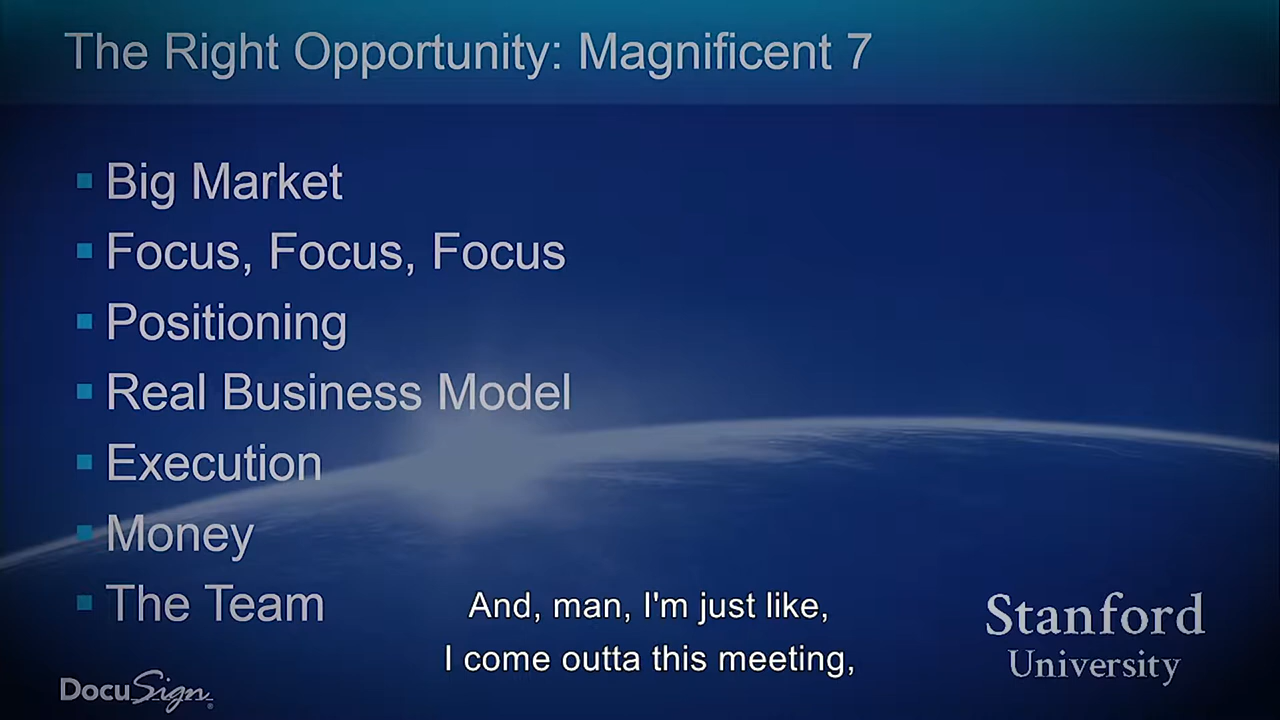 The Right Opportunity: Magnificent 7
Big Market
Focus, Focus, Focus
Positioning
Real Business Model
Execution
Money
The Team
And, man, I'm just like,
I come outta this meeting,
Stanford
University
DocuSign®